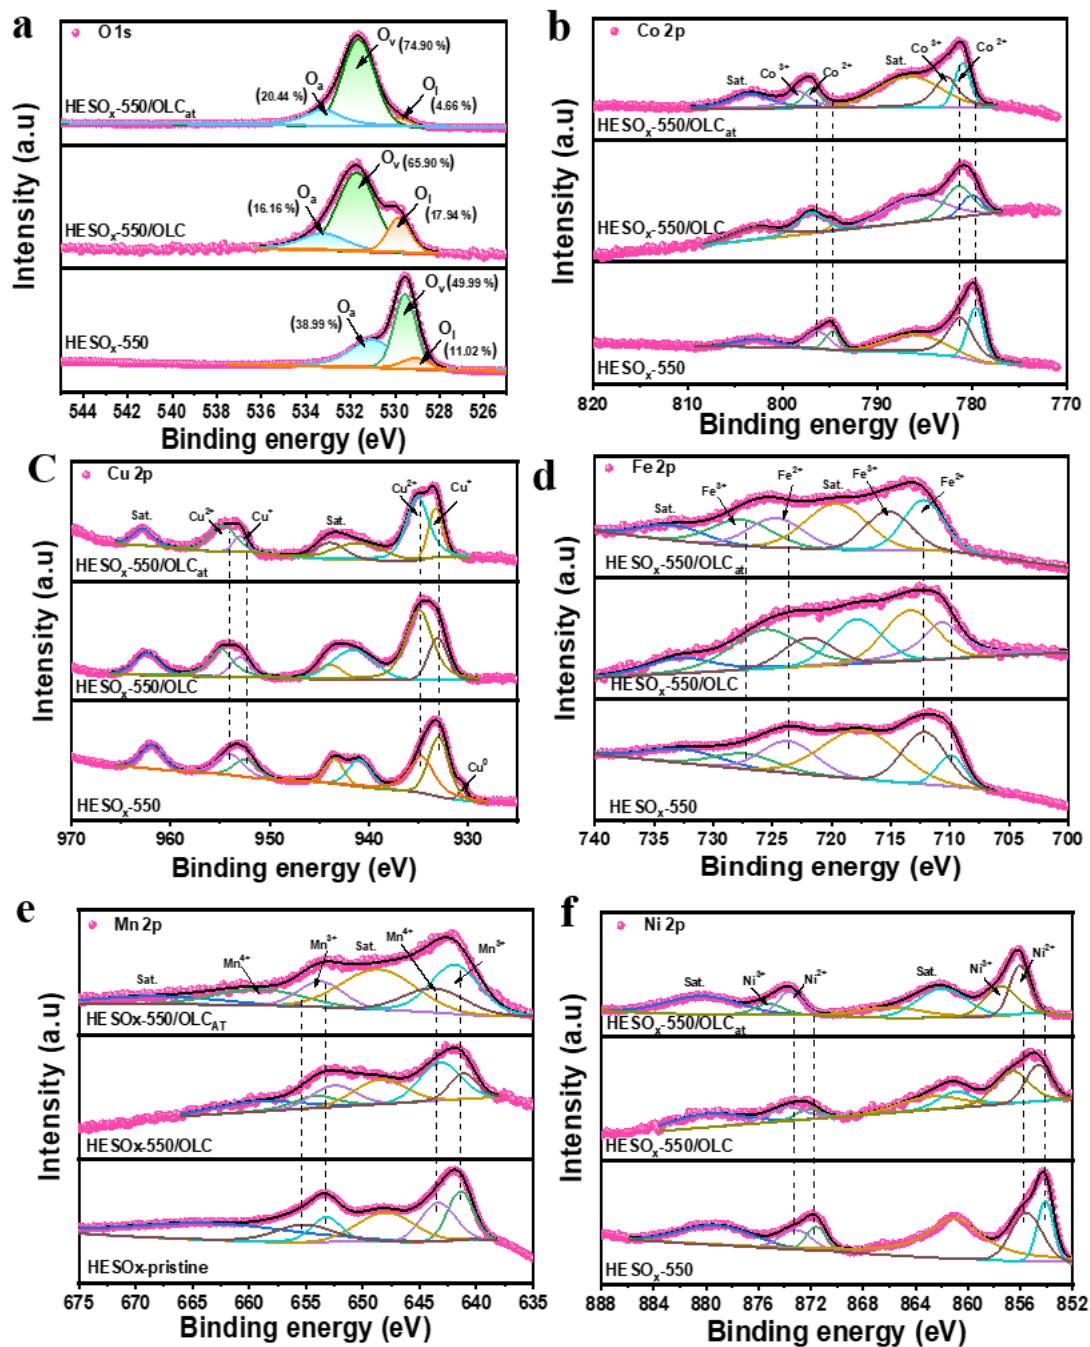 a
O 1s
Oᵥ (74.90 %)
Oₐ
(20.44 %)
Oₗ
(4.66 %)
HESOₓ-550/OLCₐₜ
Oᵥ (65.90 %)
Oₐ
(16.16 %)
Oₗ
(17.94 %)
HESOₓ-550/OLC
Oᵥ (49.99 %)
Oₐ
(38.99 %)
Oₗ
(11.02 %)
HESOₓ-550
544 542 540 538 536 534 532 530 528 526
Binding energy (eV)
Intensity (a.u)
b
Co 2p
Sat.
Co ³⁺
Co ²⁺
Sat.
Co ³⁺
Co ²⁺
HESOₓ-550/OLCₐₜ
HESOₓ-550/OLC
HESOₓ-550
820 810 800 790 780 770
Binding energy (eV)
Intensity (a.u)
C
Cu 2p
Sat.
Cu²⁺
Cu⁺
Sat.
Cu²⁺
Cu⁺
HESOₓ-550/OLCₐₜ
HESOₓ-550/OLC
Cu⁰
HESOₓ-550
970 960 950 940 930
Binding energy (eV)
Intensity (a.u)
d
Fe 2p
Sat.
Fe³⁺
Fe²⁺
Sat.
Fe³⁺
Fe²⁺
HESOₓ-550/OLCₐₜ
HESOₓ-550/OLC
HESOₓ-550
740 735 730 725 720 715 710 705 700
Binding energy (eV)
Intensity (a.u)
e
Mn 2p
Sat.
Mn⁴⁺
Mn³⁺
Sat.
Mn⁴⁺
Mn³⁺
HESOx-550/OLC_AT
HESOx-550/OLC
HESOx-pristine
675 670 665 660 655 650 645 640 635
Binding energy (eV)
Intensity (a.u)
f
Ni 2p
Sat.
Ni³⁺
Ni²⁺
Sat.
Ni³⁺
Ni²⁺
HESOₓ-550/OLCₐₜ
HESOₓ-550/OLC
HESOₓ-550
888 884 880 876 872 868 864 860 856 852
Binding energy (eV)
Intensity (a.u)